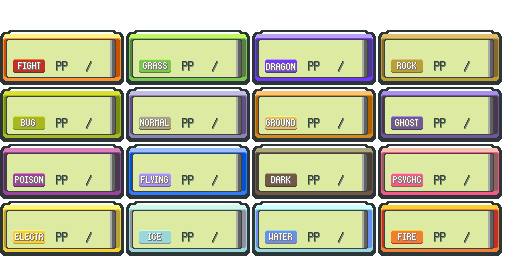 FIGHT PP /
GRASS PP /
DRAGON PP /
ROCK PP /
BUG PP /
NORMAL PP /
GROUND PP /
GHOST PP /
POISON PP /
FLYING PP /
DARK PP /
PSYCHC PP /
ELECTR PP /
ICE PP /
WATER PP /
FIRE PP /